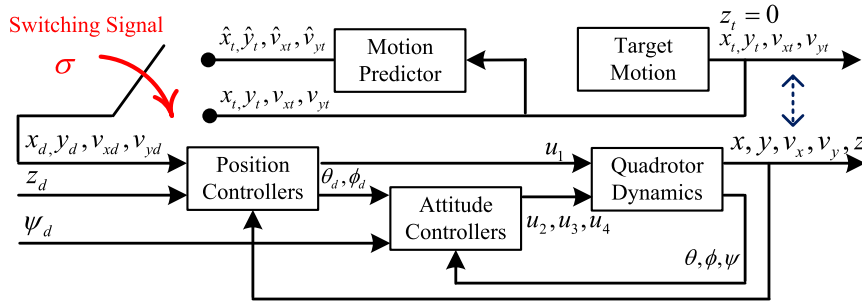 Switching Signal
σ
x̂_t, ŷ_t, v̂_xt, v̂_yt
Motion
Predictor
Target
Motion
z_t = 0
x_t, y_t, v_xt, v_yt
x_t, y_t, v_xt, v_yt
x_d, y_d, v_xd, v_yd
z_d
ψ_d
Position
Controllers
θ_d, ϕ_d
u_1
Attitude
Controllers
u_2, u_3, u_4
Quadrotor
Dynamics
x, y, v_x, v_y, z
θ, ϕ, ψ